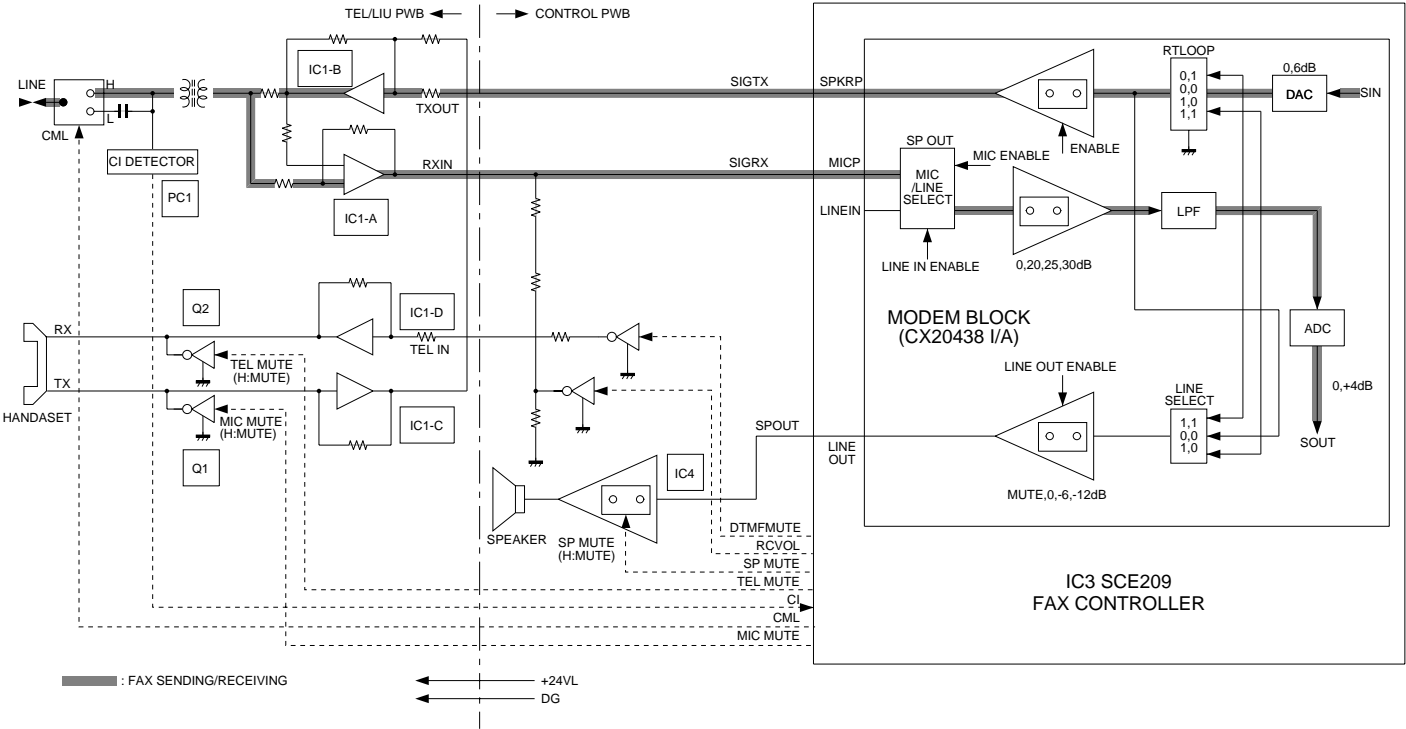 TEL/LIU PWB
CONTROL PWB
RTLOOP
0,1
0,0
1,0
1,1
0,6dB
DAC
SIN
LINE
H
L
CML
IC1-B
TXOUT
SIGTX
SPKRP
ENABLE
CI DETECTOR
PC1
RXIN
IC1-A
SIGRX
MICP
SP OUT
MIC ENABLE
MIC
/LINE
SELECT
LINEIN
LINE IN ENABLE
0,20,25,30dB
LPF
ADC
0,+4dB
SOUT
MODEM BLOCK
(CX20438 I/A)
Q2
RX
TEL MUTE
(H:MUTE)
IC1-D
TEL IN
TX
HANDASET
MIC MUTE
(H:MUTE)
Q1
IC1-C
LINE OUT ENABLE
LINE
SELECT
1,1
0,0
1,0
MUTE,0,-6,-12dB
SPOUT
LINE
OUT
IC4
SPEAKER
SP MUTE
(H:MUTE)
DTMFMUTE
RCVOL
SP MUTE
TEL MUTE
CI
CML
MIC MUTE
IC3 SCE209
FAX CONTROLLER
: FAX SENDING/RECEIVING
+24VL
DG